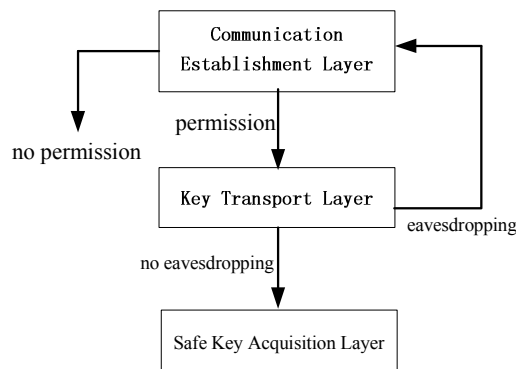 Communication
Establishment Layer
permission
no permission
Key Transport Layer
eavesdropping
no eavesdropping
Safe Key Acquisition Layer